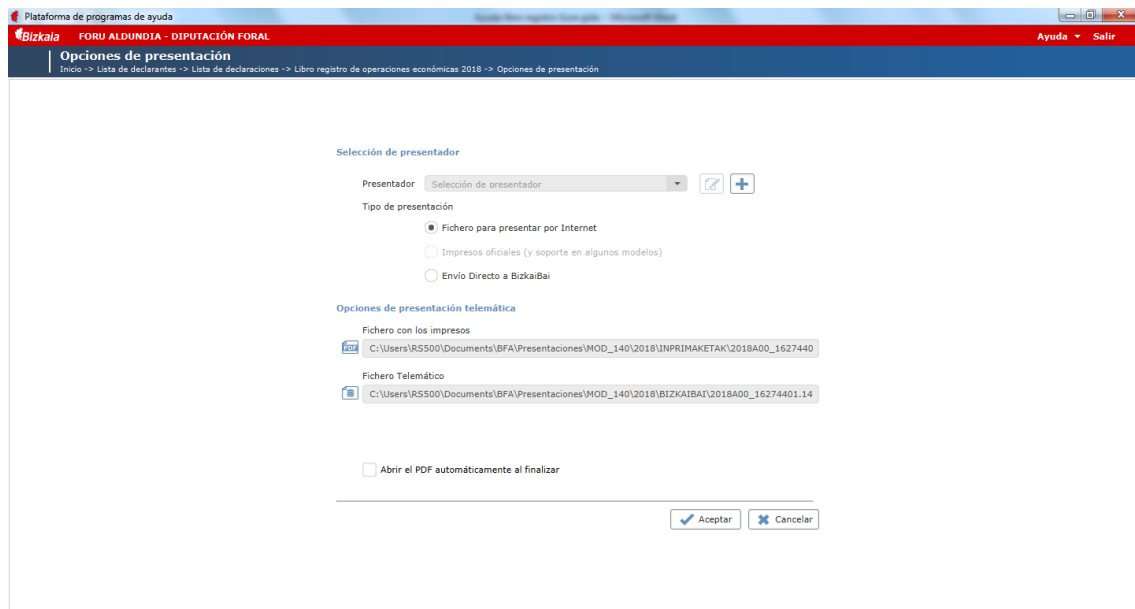 Plataforma de programas de ayuda
Bizkaia FORU ALDUNDIA - DIPUTACIÓN FORAL Ayuda Salir
Opciones de presentación
Inicio -> Lista de declarantes -> Lista de declaraciones -> Libro registro de operaciones económicas 2018 -> Opciones de presentación
Selección de presentador
Presentador Selección de presentador
Tipo de presentación
Fichero para presentar por Internet
Impresos oficiales (y soporte en algunos modelos)
Envío Directo a BizkaiBai
Opciones de presentación telemática
Fichero con los impresos
PDF C:\Users\RS500\Documents\BFA\Presentaciones\MOD_140\2018\INPRIMAKETAK\2018A00_1627440
Fichero Telemático
C:\Users\RS500\Documents\BFA\Presentaciones\MOD_140\2018\BIZKAIBAI\2018A00_16274401.14
Abrir el PDF automáticamente al finalizar
Aceptar Cancelar